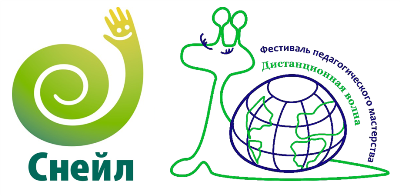 Снейл
Фестиваль педагогического мастерства
Дистанционная волна